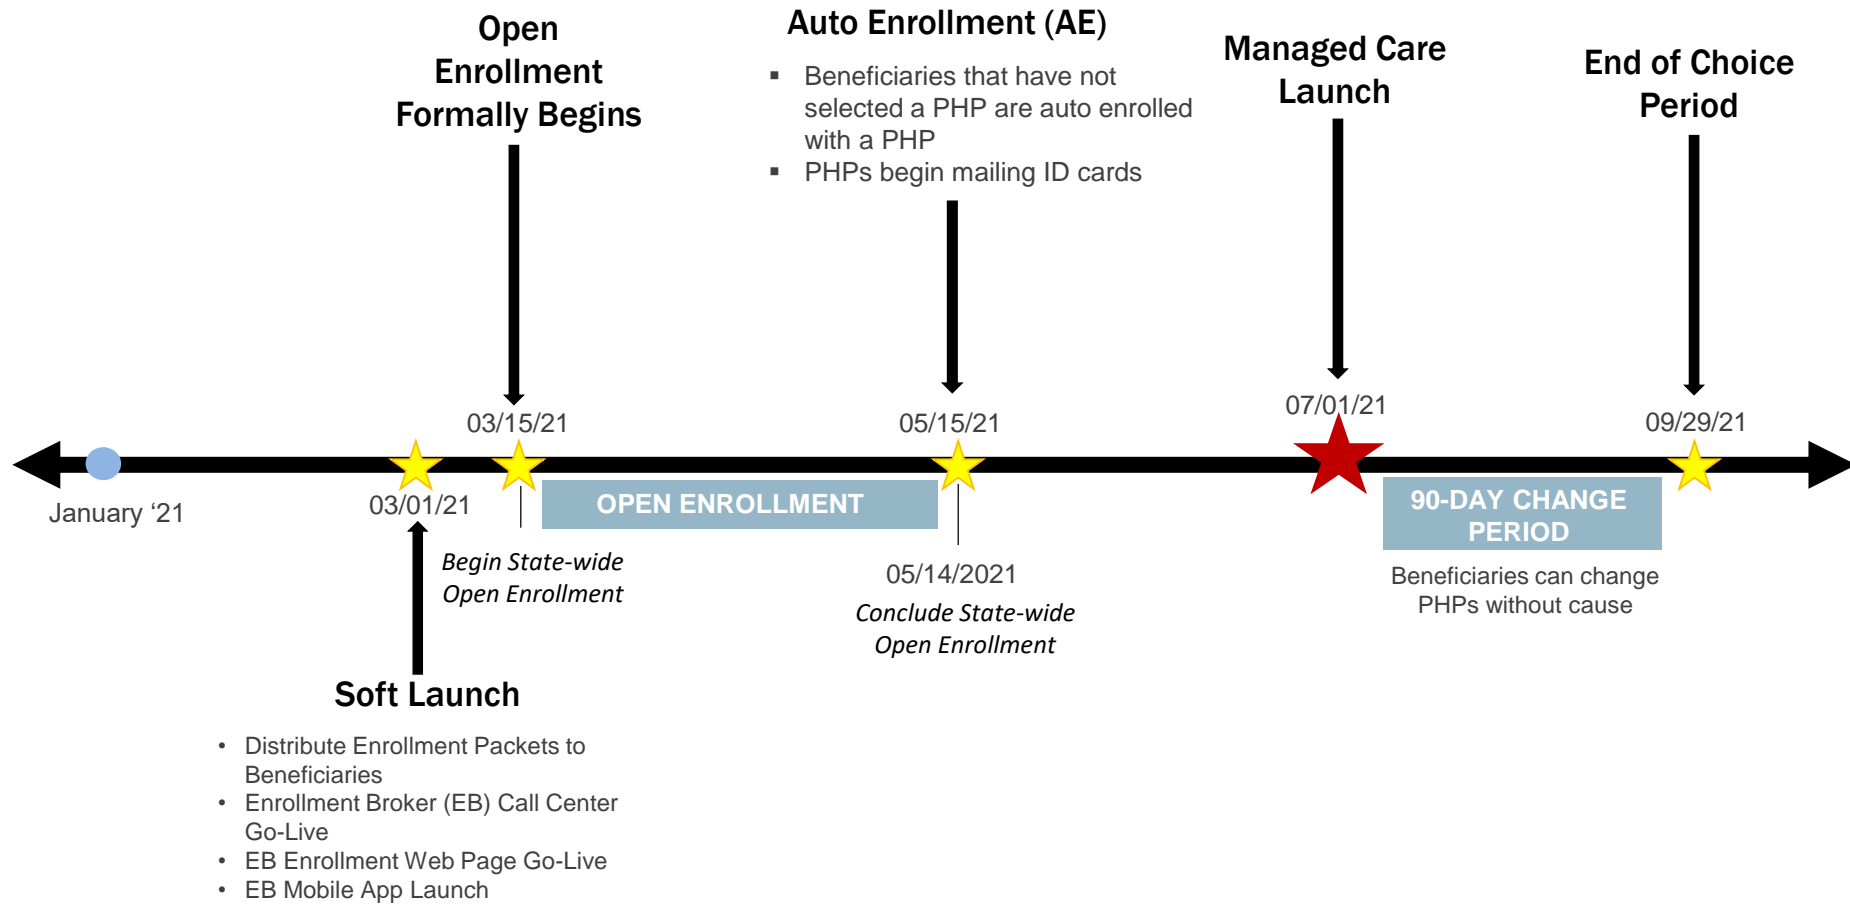 Open
Enrollment
Formally Begins
Auto Enrollment (AE)
▪ Beneficiaries that have not
selected a PHP are auto enrolled
with a PHP
▪ PHPs begin mailing ID cards
Managed Care
Launch
End of Choice
Period
03/15/21
05/15/21
07/01/21
09/29/21
January ‘21
03/01/21
OPEN ENROLLMENT
90-DAY CHANGE
PERIOD
Begin State-wide
Open Enrollment
05/14/2021
Conclude State-wide
Open Enrollment
Beneficiaries can change
PHPs without cause
Soft Launch
• Distribute Enrollment Packets to
Beneficiaries
• Enrollment Broker (EB) Call Center
Go-Live
• EB Enrollment Web Page Go-Live
• EB Mobile App Launch